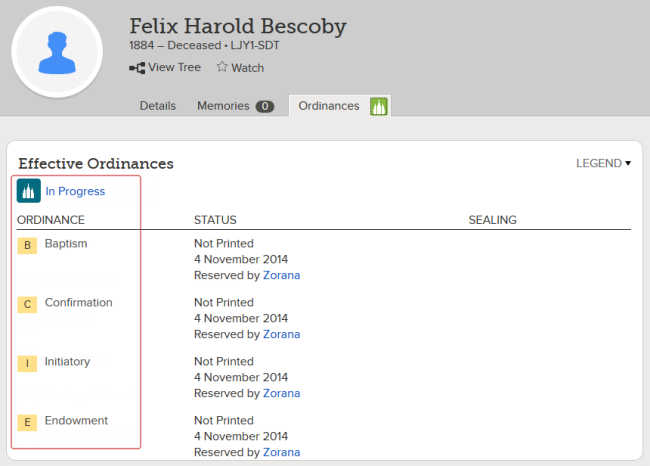 Felix Harold Bescoby
1884 – Deceased • LJY1-SDT
View Tree Watch
Details Memories 0 Ordinances
Effective Ordinances LEGEND ▾
In Progress
ORDINANCE STATUS SEALING
B Baptism Not Printed
4 November 2014
Reserved by Zorana
C Confirmation Not Printed
4 November 2014
Reserved by Zorana
I Initiatory Not Printed
4 November 2014
Reserved by Zorana
E Endowment Not Printed
4 November 2014
Reserved by Zorana